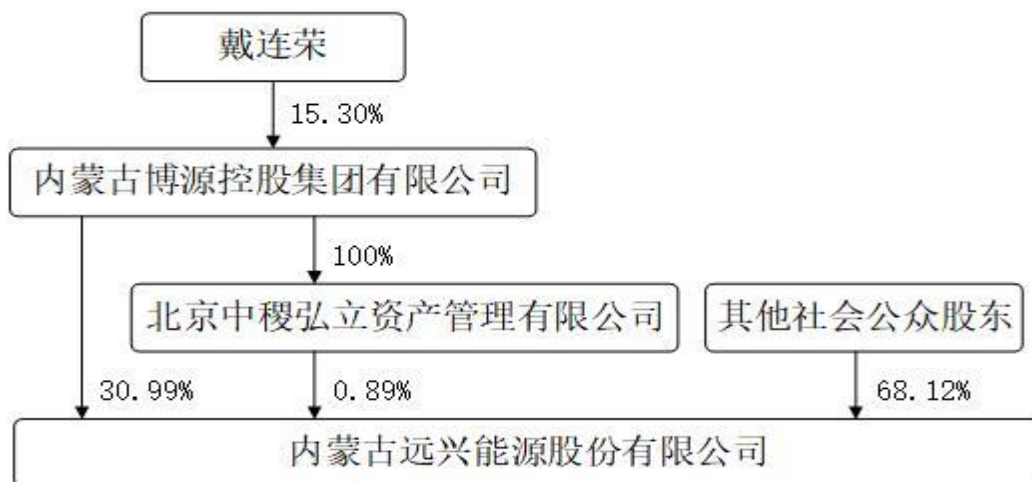 戴连荣
15.30%
内蒙古博源控股集团有限公司
100%
北京中稷弘立资产管理有限公司
其他社会公众股东
30.99%
0.89%
68.12%
内蒙古远兴能源股份有限公司